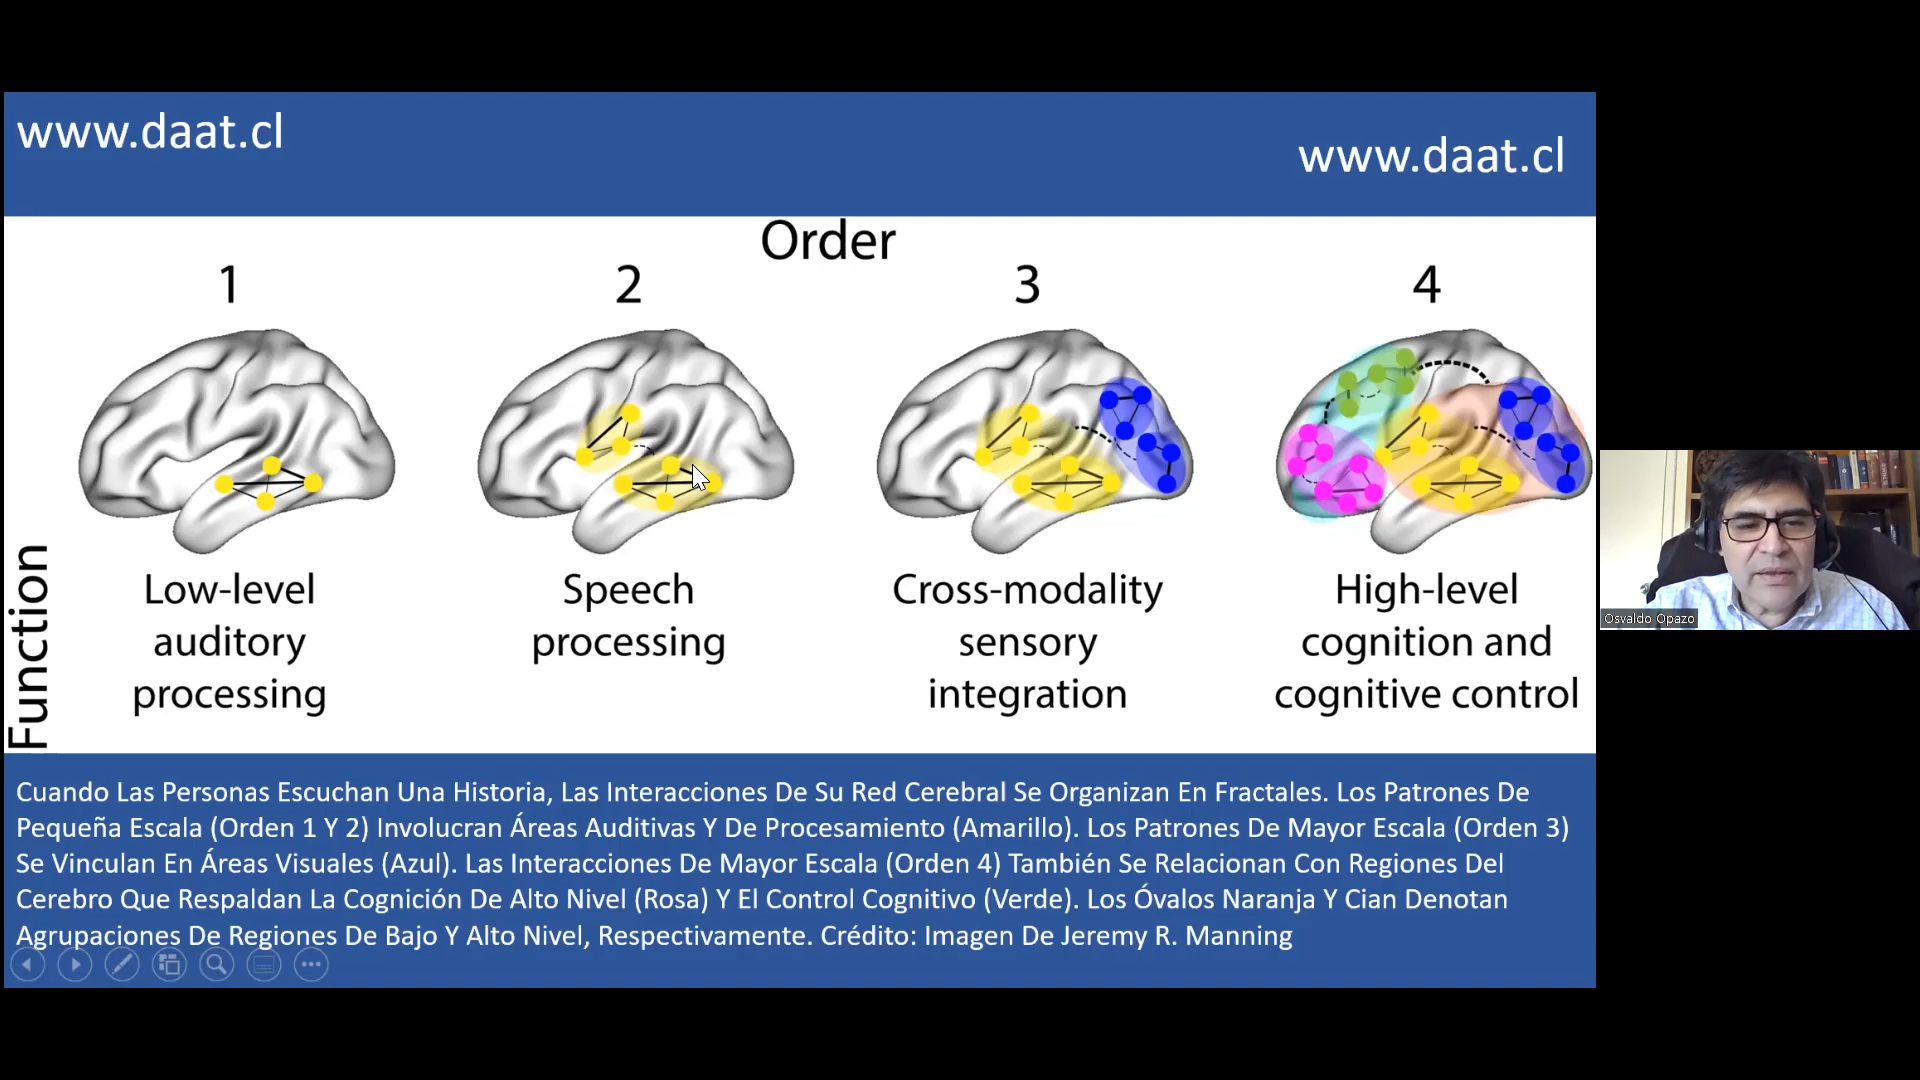 www.daat.cl
www.daat.cl
Order
1
2
3
4
Function
Low-level
auditory
processing
Speech
processing
Cross-modality
sensory
integration
High-level
cognition and
cognitive control
Cuando Las Personas Escuchan Una Historia, Las Interacciones De Su Red Cerebral Se Organizan En Fractales. Los Patrones De
Pequeña Escala (Orden 1 Y 2) Involucran Áreas Auditivas Y De Procesamiento (Amarillo). Los Patrones De Mayor Escala (Orden 3)
Se Vinculan En Áreas Visuales (Azul). Las Interacciones De Mayor Escala (Orden 4) También Se Relacionan Con Regiones Del
Cerebro Que Respaldan La Cognición De Alto Nivel (Rosa) Y El Control Cognitivo (Verde). Los Óvalos Naranja Y Cian Denotan
Agrupaciones De Regiones De Bajo Y Alto Nivel, Respectivamente. Crédito: Imagen De Jeremy R. Manning
Osvaldo Opazo